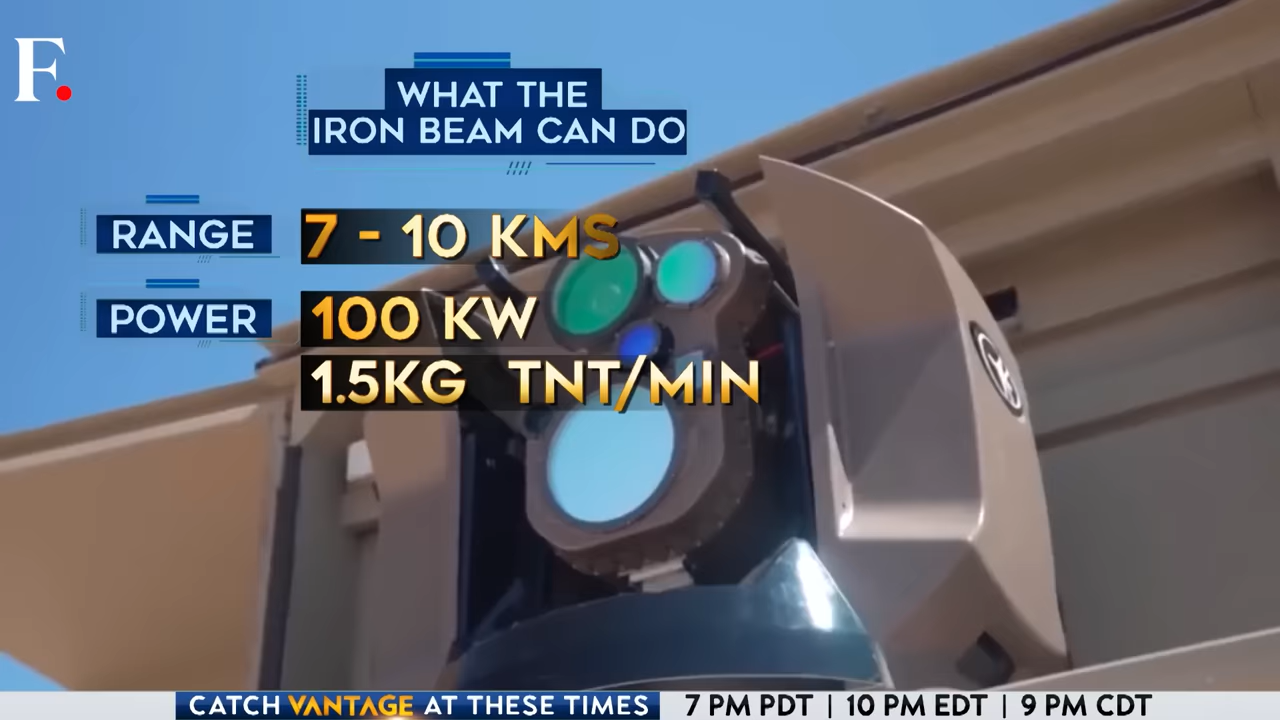 F.
WHAT THE
IRON BEAM CAN DO
RANGE
7 - 10 KMS
POWER
100 KW
1.5KG TNT/MIN
CATCH VANTAGE AT THESE TIMES 7 PM PDT | 10 PM EDT | 9 PM CDT